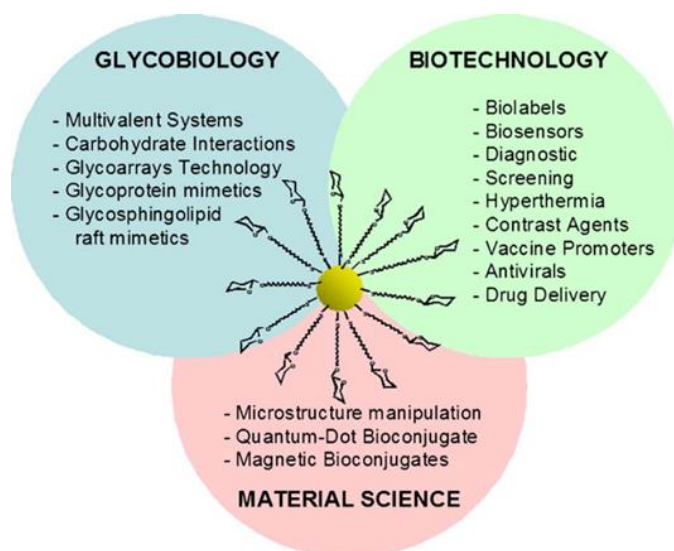 GLYCOBIOLOGY
- Multivalent Systems
- Carbohydrate Interactions
- Glycoarrays Technology
- Glycoprotein mimetics
- Glycosphingolipid
raft mimetics
BIOTECHNOLOGY
- Biolabels
- Biosensors
- Diagnostic
- Screening
- Hyperthermia
- Contrast Agents
- Vaccine Promoters
- Antivirals
- Drug Delivery
- Microstructure manipulation
- Quantum-Dot Bioconjugate
- Magnetic Bioconjugates
MATERIAL SCIENCE